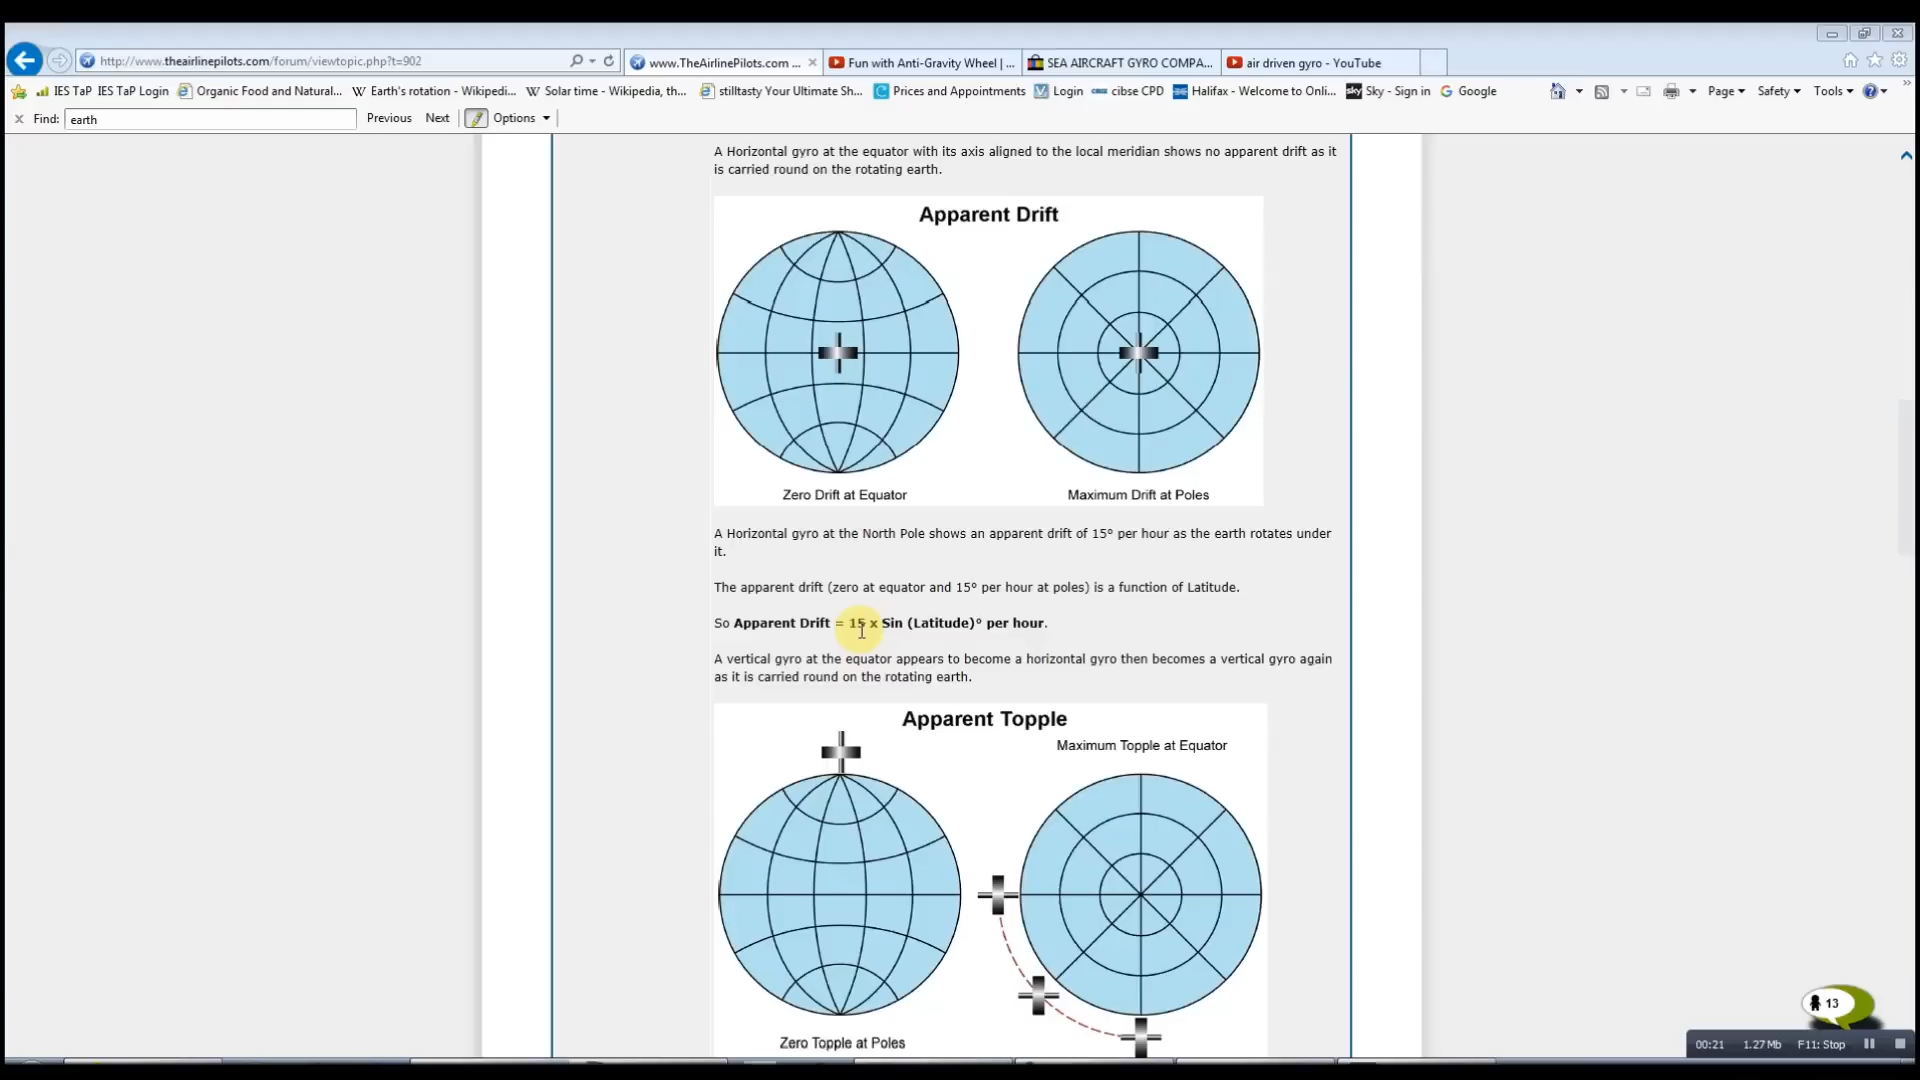 http://www.theairlinepilots.com/forum/viewtopic.php?t=902
www.TheAirlinePilots.com ...
Fun with Anti-Gravity Wheel | ...
SEA AIRCRAFT GYRO COMPA...
air driven gyro - YouTube
IES TaP IES TaP Login
Organic Food and Natural...
Earth's rotation - Wikipedi...
Solar time - Wikipedia, th...
stilltasty Your Ultimate Sh...
Prices and Appointments
Login
cibse CPD
Halifax - Welcome to Onli...
Sky - Sign in
Google
Page
Safety
Tools
Find: earth
Previous
Next
Options
A Horizontal gyro at the equator with its axis aligned to the local meridian shows no apparent drift as it
is carried round on the rotating earth.
Apparent Drift
Zero Drift at Equator
Maximum Drift at Poles
A Horizontal gyro at the North Pole shows an apparent drift of 15° per hour as the earth rotates under
it.
The apparent drift (zero at equator and 15° per hour at poles) is a function of Latitude.
So Apparent Drift = 15 x Sin (Latitude)° per hour.
A vertical gyro at the equator appears to become a horizontal gyro then becomes a vertical gyro again
as it is carried round on the rotating earth.
Apparent Topple
Maximum Topple at Equator
Zero Topple at Poles
13
00:21
1.27 Mb
F11: Stop